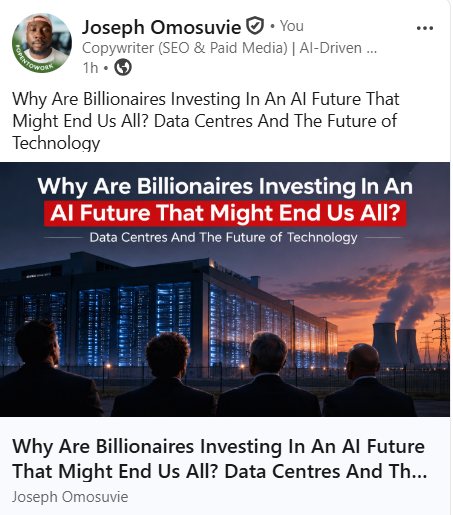 Joseph Omosuvie • You
Copywriter (SEO & Paid Media) | AI-Driven ...
1h •
#OPENTOWORK
Why Are Billionaires Investing In An AI Future That
Might End Us All? Data Centres And The Future of
Technology
Why Are Billionaires Investing In An
AI Future That Might End Us All?
Data Centres And The Future of Technology
Why Are Billionaires Investing In An AI Future
That Might End Us All? Data Centres And Th...
Joseph Omosuvie